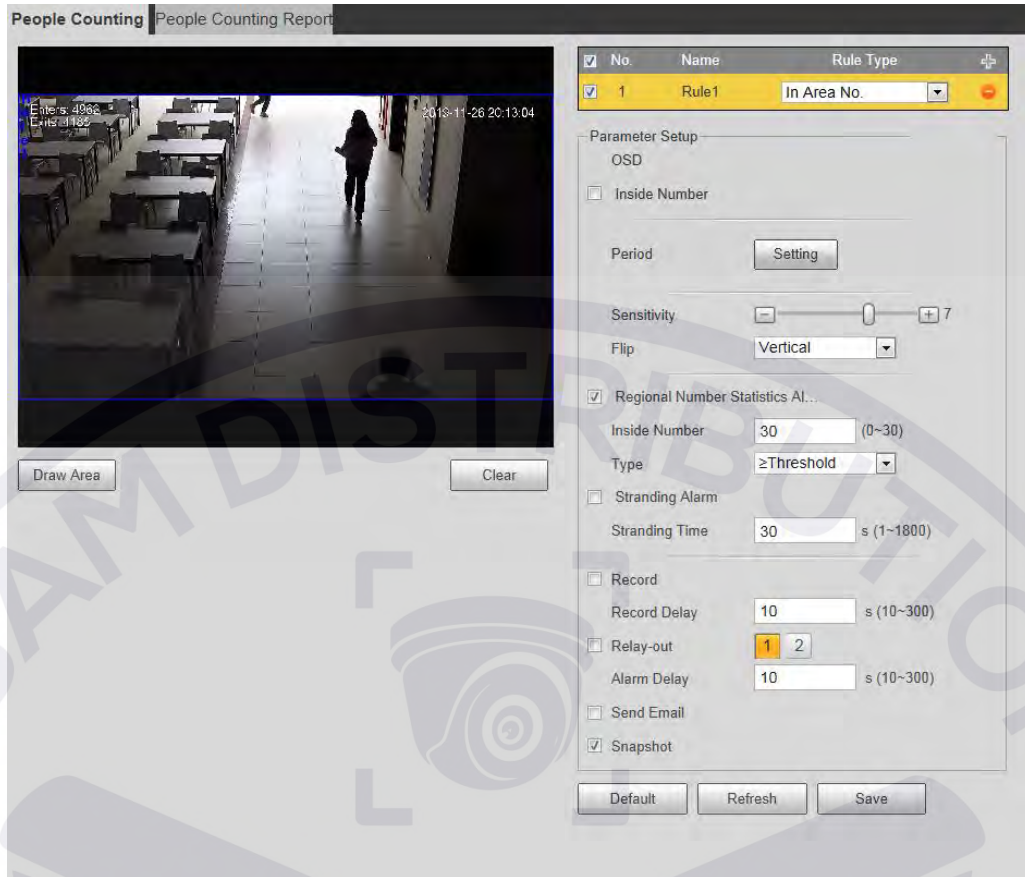 People Counting People Counting Report
Enters: 4962
Exits: 4185
2019-11-26 20:13:04
Draw Area
Clear
No. Name Rule Type
1 Rule1 In Area No.
Parameter Setup
OSD
Inside Number
Period Setting
Sensitivity 7
Flip Vertical
Regional Number Statistics Al...
Inside Number 30 (0~30)
Type ≥Threshold
Stranding Alarm
Stranding Time 30 s (1~1800)
Record
Record Delay 10 s (10~300)
Relay-out 1 2
Alarm Delay 10 s (10~300)
Send Email
Snapshot
Default Refresh Save
DISTRIBUTIO